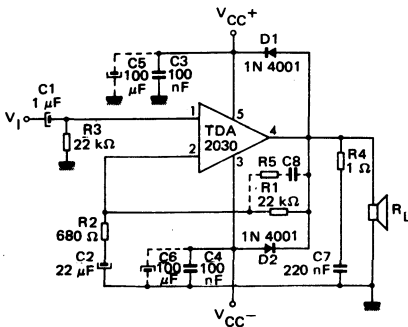 VCC+
C5
100
µF
C3
100
nF
D1
1N 4001
C1
1 µF
VI
R3
22 kΩ
1
2
TDA
2030
5
4
3
R5
C8
R1
22 kΩ
R4
1 Ω
RL
R2
680 Ω
C2
22 µF
C6
100
µF
C4
100
nF
1N 4001
D2
C7
220 nF
VCC−